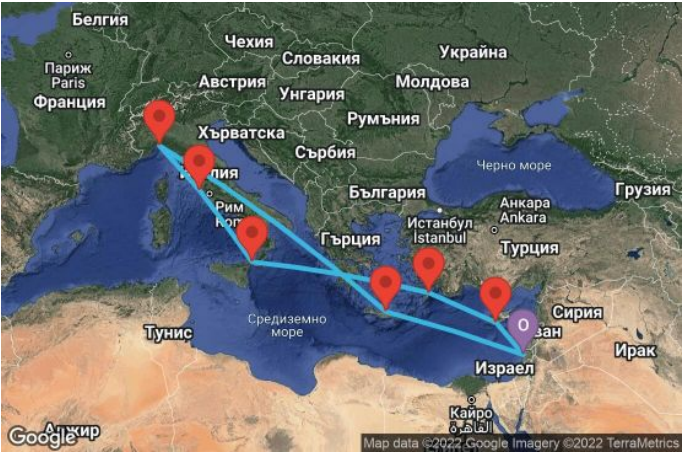 Белгия
Чехия
Украйна
Париж
Paris
Словакия
Австрия
Молдова
Франция
Унгария
Румъния
Хърватска
Сърбия
Черно море
Грузия
България
Анкара
Ankara
Рим
Истанбул
İstanbul
Гърция
Турция
Средиземно
море
Тунис
Сирия
O
Ирак
Израел
Кайро
القاهرة
Google
Map data ©2022 Google Imagery ©2022 TerraMetrics